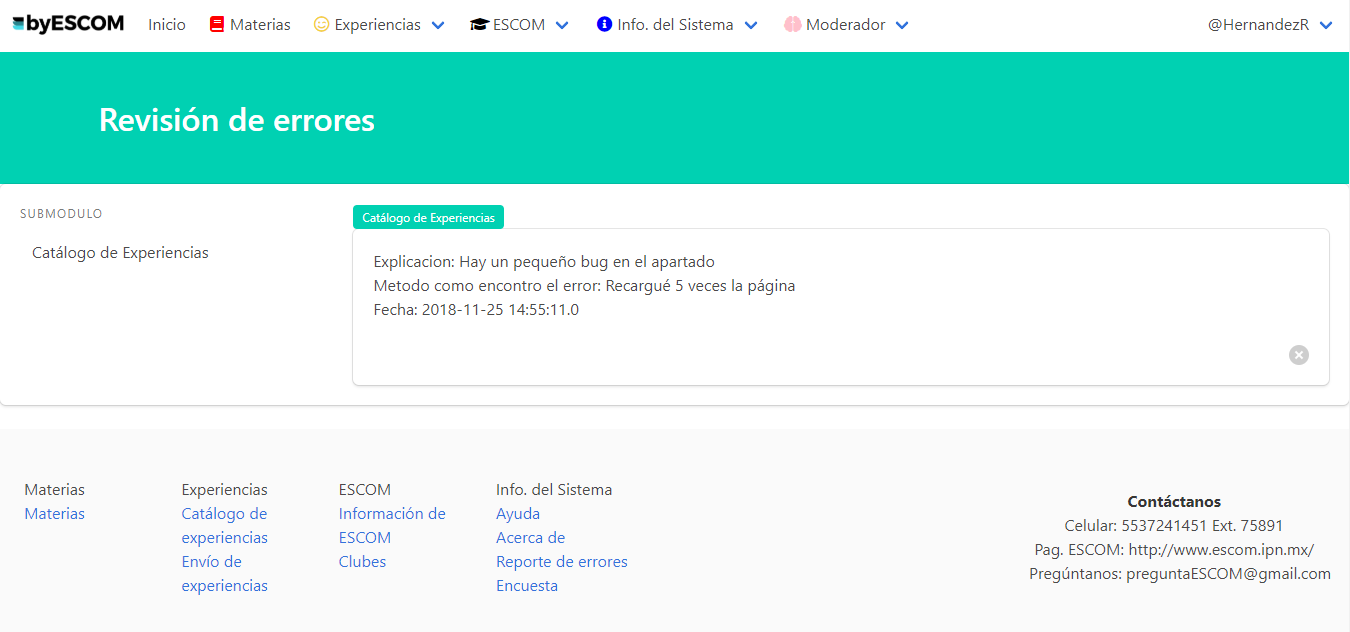 byESCOM Inicio Materias Experiencias ESCOM Info. del Sistema Moderador @HernandezR
Revisión de errores
SUBMODULO
Catálogo de Experiencias
Catálogo de Experiencias
Explicacion: Hay un pequeño bug en el apartado
Metodo como encontro el error: Recargué 5 veces la página
Fecha: 2018-11-25 14:55:11.0
Materias
Materias
Experiencias
Catálogo de
experiencias
Envío de
experiencias
ESCOM
Información de
ESCOM
Clubes
Info. del Sistema
Ayuda
Acerca de
Reporte de errores
Encuesta
Contáctanos
Celular: 5537241451 Ext. 75891
Pag. ESCOM: http://www.escom.ipn.mx/
Pregúntanos: preguntaESCOM@gmail.com